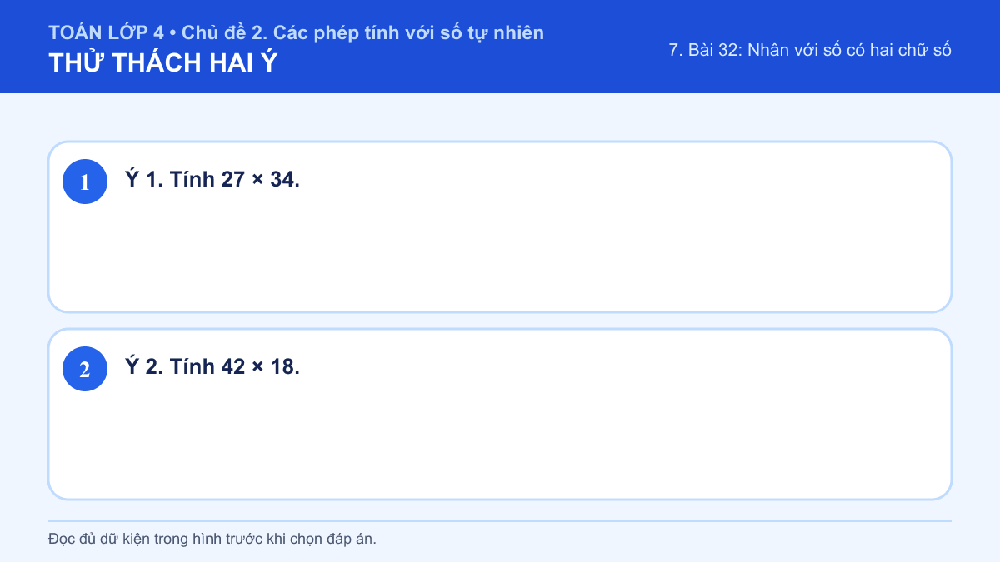 TOÁN LỚP 4 • Chủ đề 2. Các phép tính với số tự nhiên
THỬ THÁCH HAI Ý
7. Bài 32: Nhân với số có hai chữ số
1
Ý 1. Tính 27 × 34.
2
Ý 2. Tính 42 × 18.
Đọc đủ dữ kiện trong hình trước khi chọn đáp án.